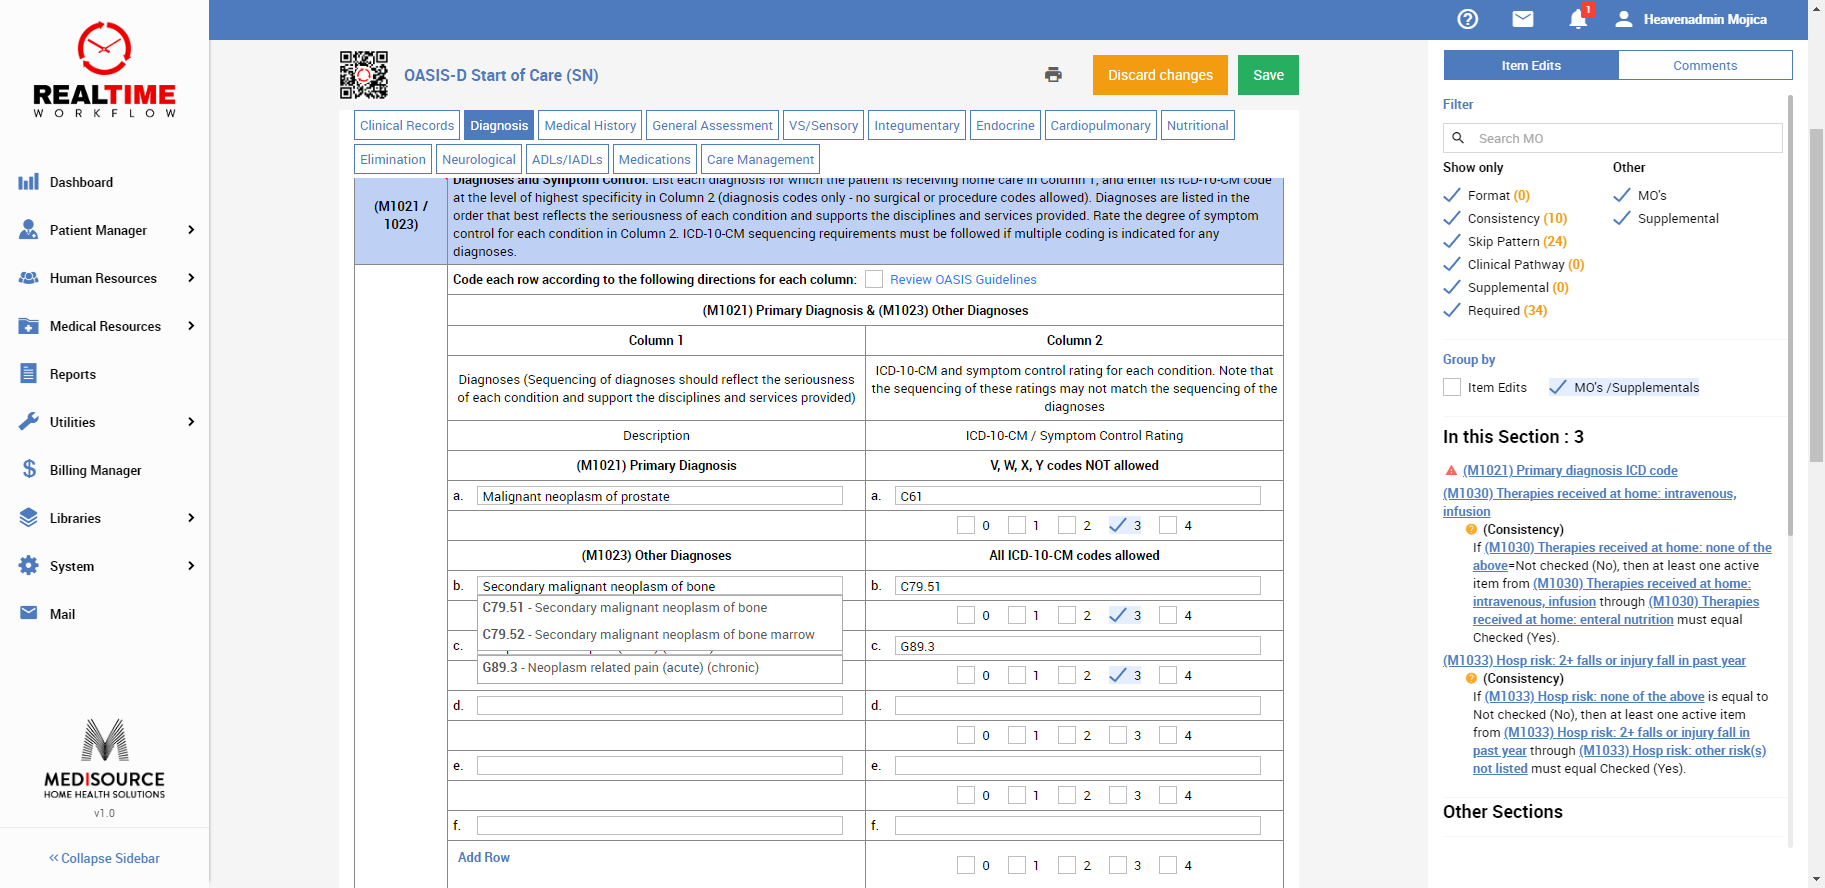 REALTIME
WORKFLOW
Dashboard
Patient Manager
Human Resources
Medical Resources
Reports
Utilities
Billing Manager
Libraries
System
Mail
MEDISOURCE
HOME HEALTH SOLUTIONS
v1.0
Collapse Sidebar
1
Heavenadmin Mojica
OASIS-D Start of Care (SN)
Discard changes
Save
Clinical Records
Diagnosis
Medical History
General Assessment
VS/Sensory
Integumentary
Endocrine
Cardiopulmonary
Nutritional
Elimination
Neurological
ADLs/IADLs
Medications
Care Management
(M1021 /
1023)
Diagnoses and Symptom Control: List each diagnosis for which the patient is receiving home care in Column 1, and enter its ICD-10-CM code
at the level of highest specificity in Column 2 (diagnosis codes only - no surgical or procedure codes allowed). Diagnoses are listed in the
order that best reflects the seriousness of each condition and supports the disciplines and services provided. Rate the degree of symptom
control for each condition in Column 2. ICD-10-CM sequencing requirements must be followed if multiple coding is indicated for any
diagnoses.
Code each row according to the following directions for each column:
Review OASIS Guidelines
(M1021) Primary Diagnosis & (M1023) Other Diagnoses
Column 1
Column 2
Diagnoses (Sequencing of diagnoses should reflect the seriousness
of each condition and support the disciplines and services provided)
ICD-10-CM and symptom control rating for each condition. Note that
the sequencing of these ratings may not match the sequencing of the
diagnoses
Description
ICD-10-CM / Symptom Control Rating
(M1021) Primary Diagnosis
V, W, X, Y codes NOT allowed
a. Malignant neoplasm of prostate
a. C61
0 1 2 3 4
(M1023) Other Diagnoses
All ICD-10-CM codes allowed
b. Secondary malignant neoplasm of bone
b. C79.51
C79.51 - Secondary malignant neoplasm of bone
C79.52 - Secondary malignant neoplasm of bone marrow
0 1 2 3 4
c.
c. G89.3
G89.3 - Neoplasm related pain (acute) (chronic)
0 1 2 3 4
d.
d.
0 1 2 3 4
e.
e.
0 1 2 3 4
f.
f.
Add Row
0 1 2 3 4
Item Edits
Comments
Filter
Search MO
Show only
Other
Format (0)
MO's
Consistency (10)
Supplemental
Skip Pattern (24)
Clinical Pathway (0)
Supplemental (0)
Required (34)
Group by
Item Edits
MO's /Supplementals
In this Section : 3
(M1021) Primary diagnosis ICD code
(M1030) Therapies received at home: intravenous,
infusion
(Consistency)
If (M1030) Therapies received at home: none of the
above=Not checked (No), then at least one active
item from (M1030) Therapies received at home:
intravenous, infusion through (M1030) Therapies
received at home: enteral nutrition must equal
Checked (Yes).
(M1033) Hosp risk: 2+ falls or injury fall in past year
(Consistency)
If (M1033) Hosp risk: none of the above is equal to
Not checked (No), then at least one active item
from (M1033) Hosp risk: 2+ falls or injury fall in
past year through (M1033) Hosp risk: other risk(s)
not listed must equal Checked (Yes).
Other Sections